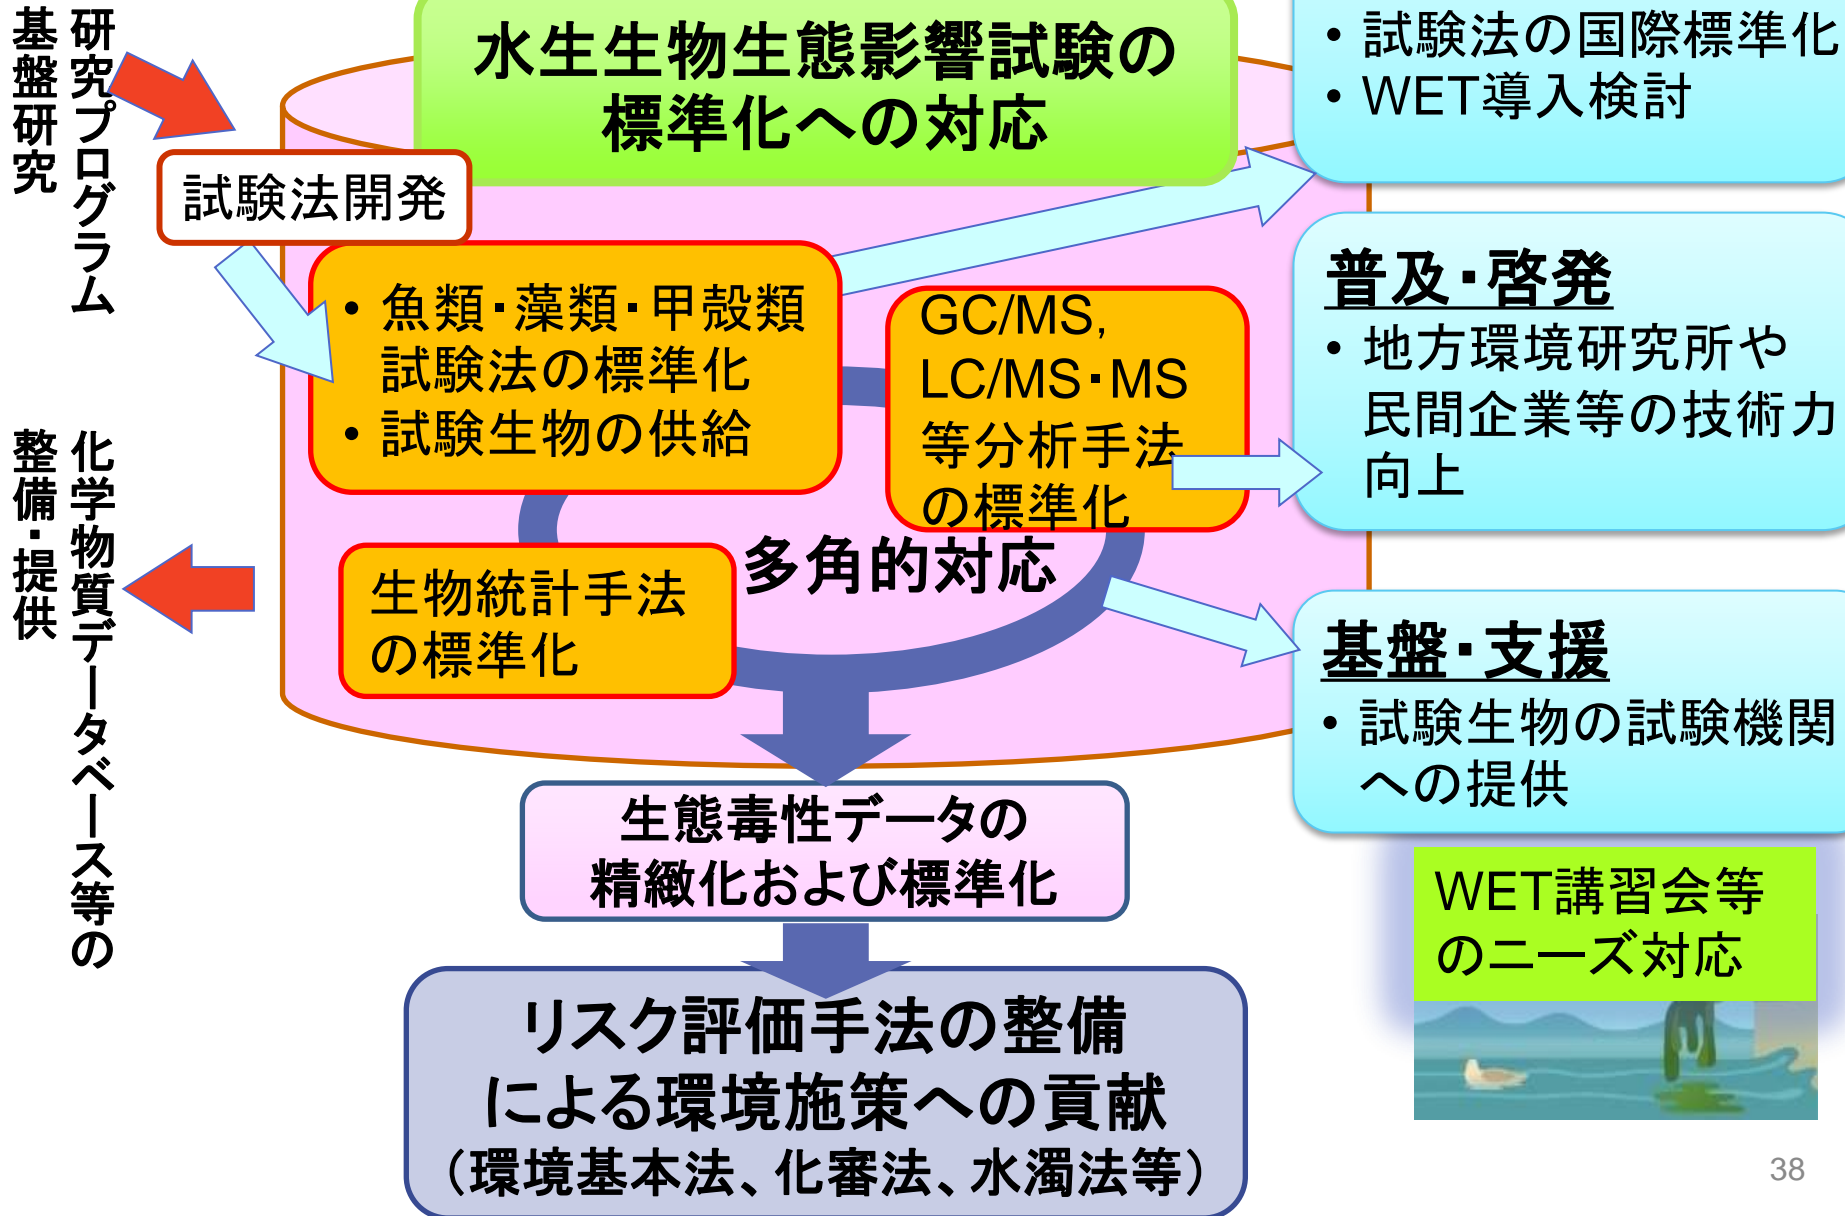 研究プログラム
基盤研究
化学物質データベース等の
整備・提供
水生生物生態影響試験の
標準化への対応
試験法開発
• 魚類・藻類・甲殻類
試験法の標準化
• 試験生物の供給
GC/MS,
LC/MS・MS
等分析手法
の標準化
生物統計手法
の標準化
多角的対応
生態毒性データの
精緻化および標準化
リスク評価手法の整備
による環境施策への貢献
（環境基本法、化審法、水濁法等）
• 試験法の国際標準化
• WET導入検討
普及・啓発
• 地方環境研究所や
民間企業等の技術力
向上
基盤・支援
• 試験生物の試験機関
への提供
WET講習会等
のニーズ対応
38